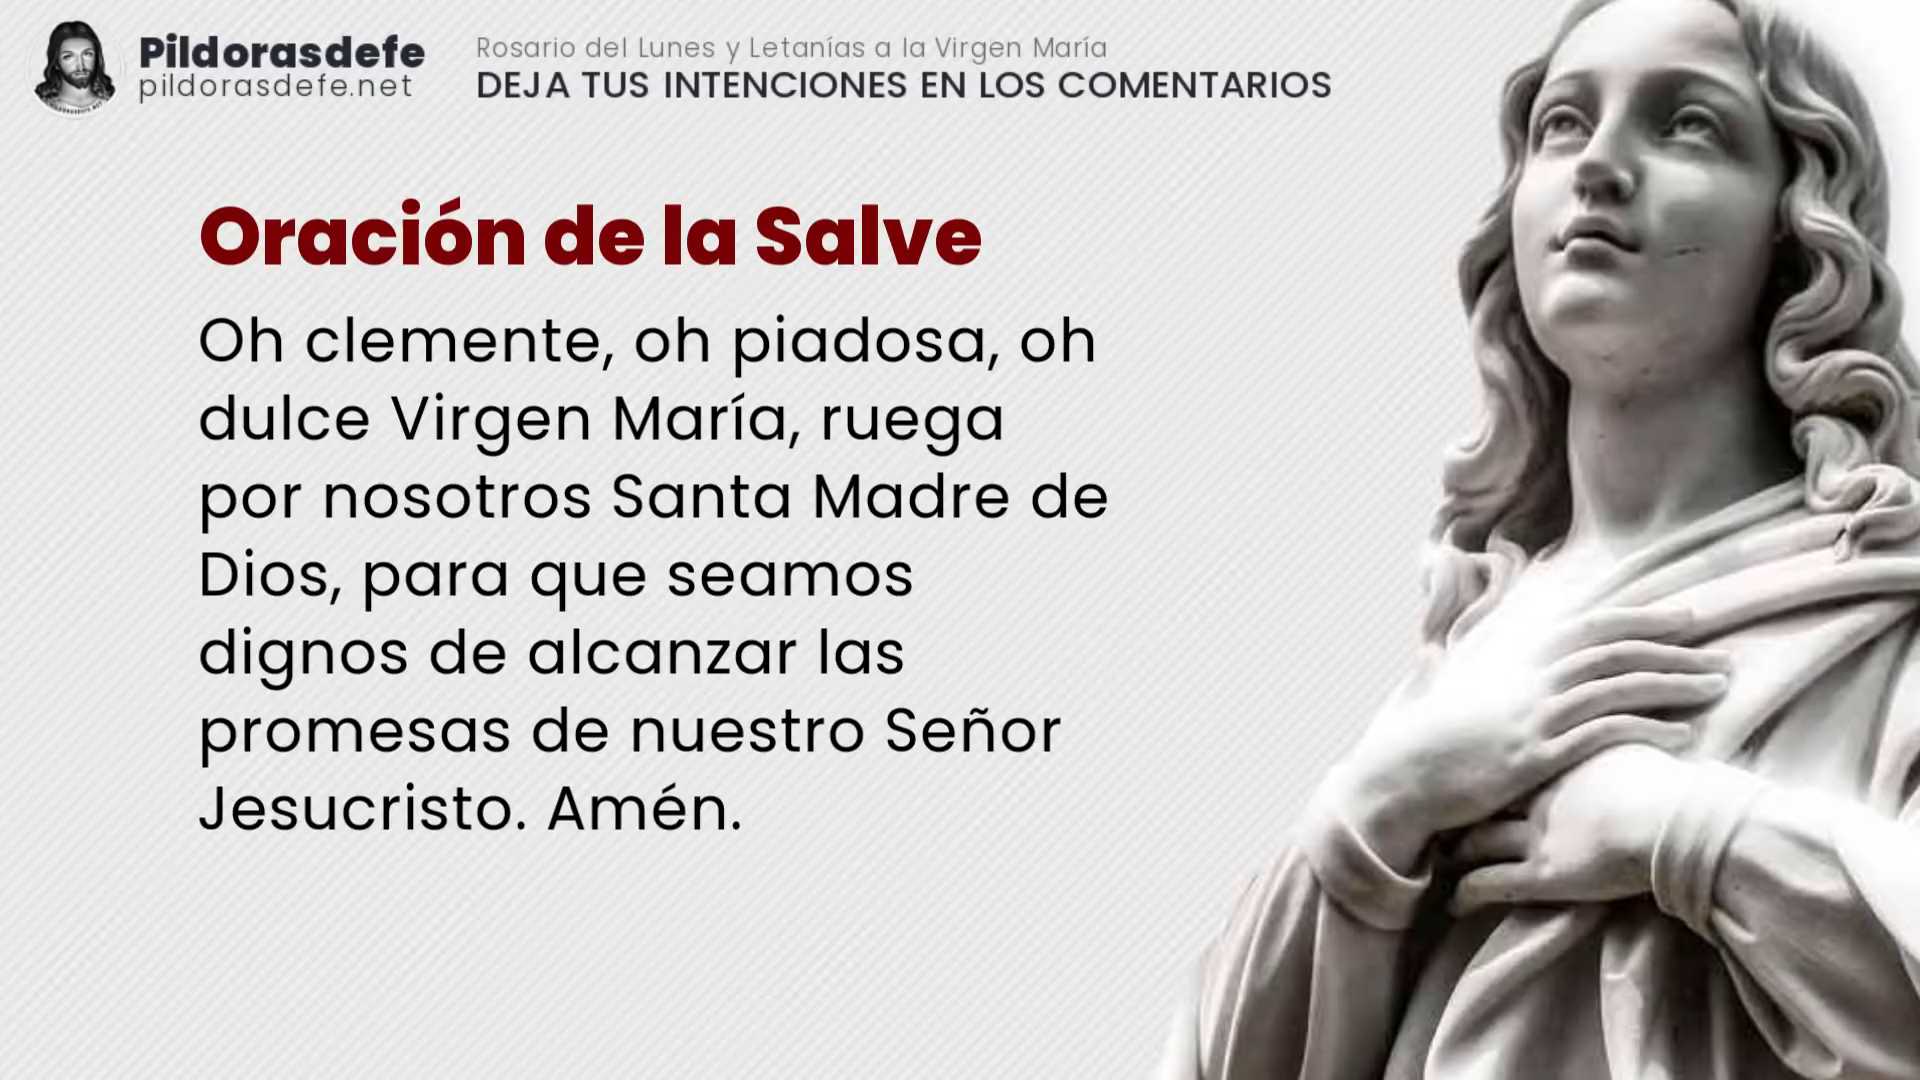 Pildorasdefe
pildorasdefe.net
Rosario del Lunes y Letanías a la Virgen María
DEJA TUS INTENCIONES EN LOS COMENTARIOS
Oración de la Salve
Oh clemente, oh piadosa, oh
dulce Virgen María, ruega
por nosotros Santa Madre de
Dios, para que seamos
dignos de alcanzar las
promesas de nuestro Señor
Jesucristo. Amén.